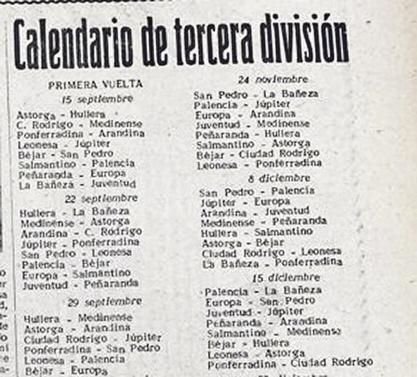 Calendario de tercera división
PRIMERA VUELTA
15 septiembre
Astorga - Hullera
C. Rodrigo - Medinense
Ponferradina - Arandina
Leonesa - Júpiter
Béjar - San Pedro
Salmantino - Palencia
Peñaranda - Europa
La Bañeza - Juventud
22 septiembre
Hullera - La Bañeza
Medinense - Astorga
Arandina - C. Rodrigo
Júpiter - Ponferradina
San Pedro - Leonesa
Palencia - Béjar
Europa - Salmantino
Juventud - Peñaranda
29 septiembre
Hullera - Medinense
Astorga - Arandina
Ciudad Rodrigo - Júpiter
Ponferradina - San Pedro
Leonesa - Palencia
Béjar - Europa
24 noviembre
San Pedro - La Bañeza
Palencia - Júpiter
Europa - Arandina
Juventud - Medinense
Peñaranda - Hullera
Salmantino - Astorga
Béjar - Ciudad Rodrigo
Leonesa - Ponferradina
8 diciembre
San Pedro - Palencia
Júpiter - Europa
Arandina - Juventud
Medinense - Peñaranda
Hullera - Salmantino
Astorga - Béjar
Ciudad Rodrigo - Leonesa
La Bañeza - Ponferradina
15 diciembre
Palencia - La Bañeza
Europa - San Pedro
Juventud - Júpiter
Peñaranda - Arandina
Salmantino - Medinense
Béjar - Hullera
Leonesa - Astorga
Ponferradina - Ciudad Rodrigo